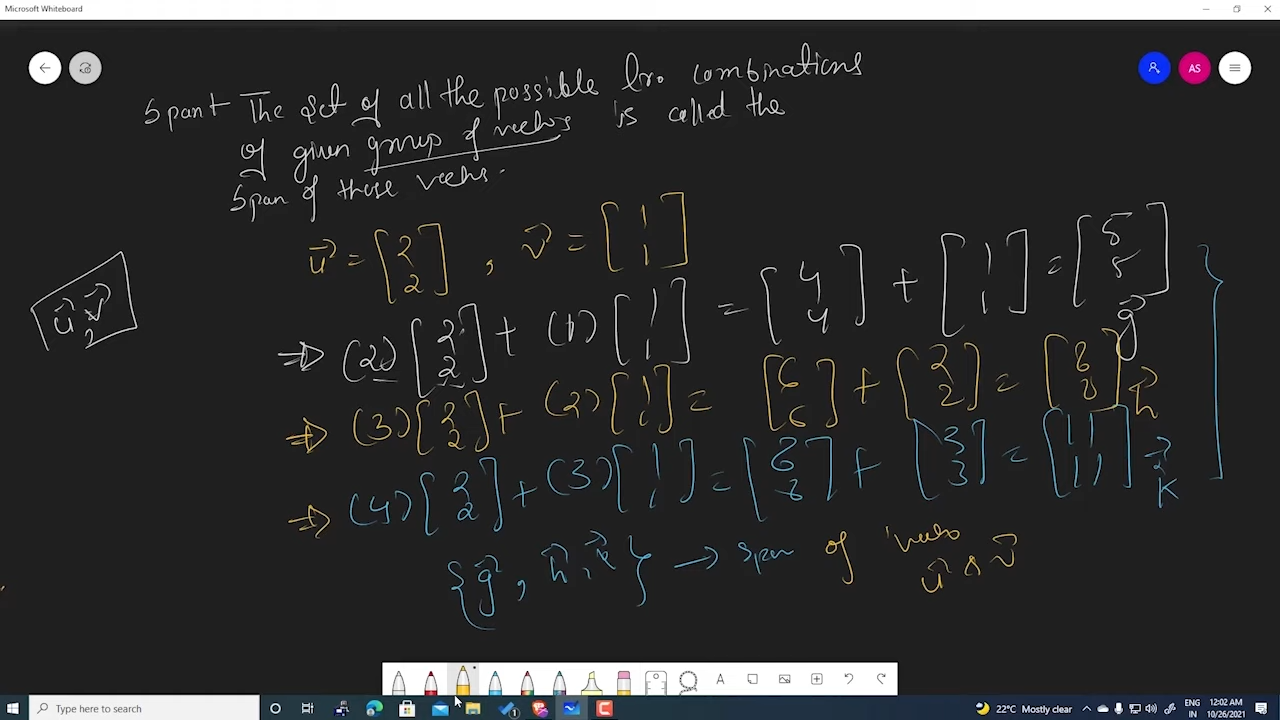 Microsoft Whiteboard
AS
Span+ The set of all the possible lro combinations
of given group of vectors is called the
Span of those vectors.
u⃗ = [2 2], v⃗ = [1 1]
u⃗ v⃗
2
⇒ (2) [2 2] + (1) [1 1] = [4 4] + [1 1] = [5 5] g⃗
⇒ (3) [2 2] + (2) [1 1] = [6 6] + [2 2] = [8 8] h⃗
⇒ (4) [2 2] + (3) [1 1] = [8 8] + [3 3] = [11 11] k⃗
{g⃗, h⃗, k⃗} → span of
u⃗ & v⃗
A
Type here to search
1
22°C Mostly clear
ENG
IN
12:02 AM
10/26/2021